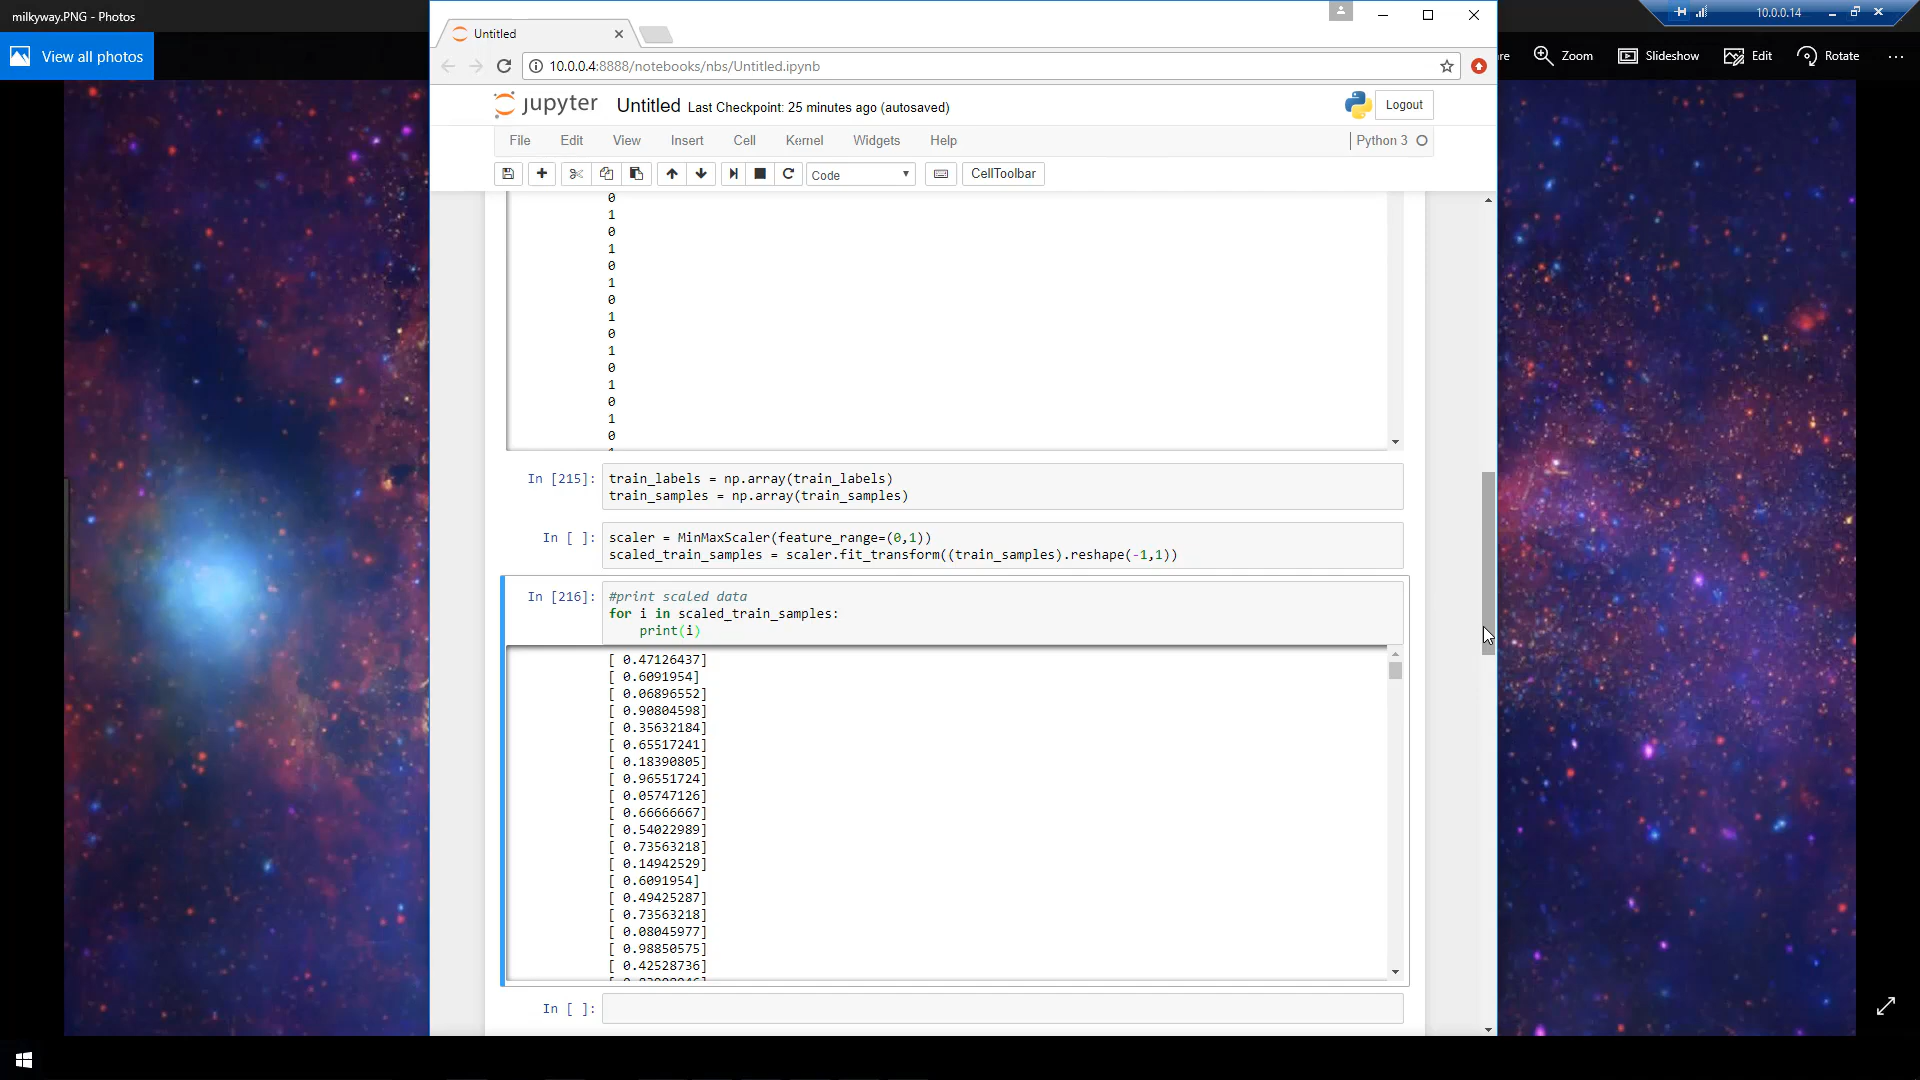 milkyway.PNG - Photos
View all photos
Untitled
10.0.0.4:8888/notebooks/nbs/Untitled.ipynb
10.0.0.14
re
Zoom
Slideshow
Edit
Rotate
jupyter Untitled Last Checkpoint: 25 minutes ago (autosaved)
Logout
File Edit View Insert Cell Kernel Widgets Help
Python 3
Code
CellToolbar
0
1
0
1
0
1
0
1
0
1
0
1
0
1
0
In [215]: train_labels = np.array(train_labels)
train_samples = np.array(train_samples)
In [ ]: scaler = MinMaxScaler(feature_range=(0,1))
scaled_train_samples = scaler.fit_transform((train_samples).reshape(-1,1))
In [216]: #print scaled data
for i in scaled_train_samples:
print(i)
[ 0.47126437]
[ 0.6091954]
[ 0.06896552]
[ 0.90804598]
[ 0.35632184]
[ 0.65517241]
[ 0.18390805]
[ 0.96551724]
[ 0.05747126]
[ 0.66666667]
[ 0.54022989]
[ 0.73563218]
[ 0.14942529]
[ 0.6091954]
[ 0.49425287]
[ 0.73563218]
[ 0.08045977]
[ 0.98850575]
[ 0.42528736]
In [ ]: